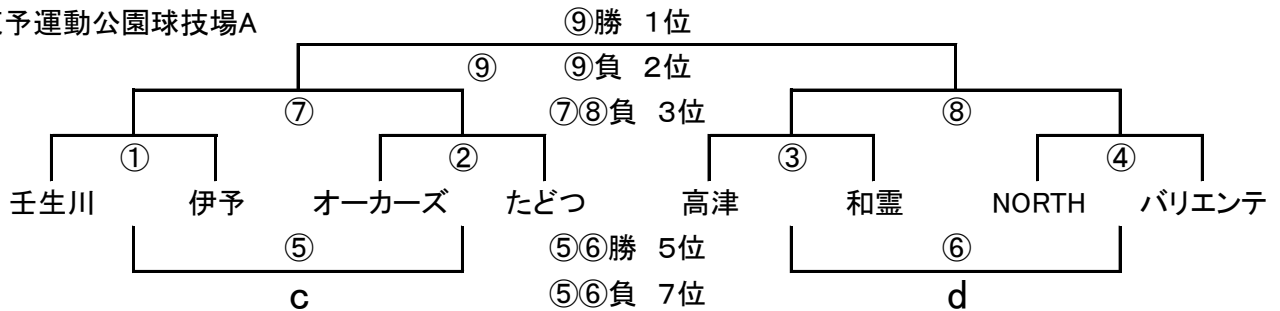 予運動公園球技場A
⑨勝 1位
⑨ ⑨負 2位
⑦ ⑦⑧負 3位 ⑧
① ② ③ ④
壬生川 伊予 オーカーズ たどつ 高津 和霊 NORTH バリエンテ
⑤ ⑤⑥勝 5位 ⑥
c ⑤⑥負 7位 d